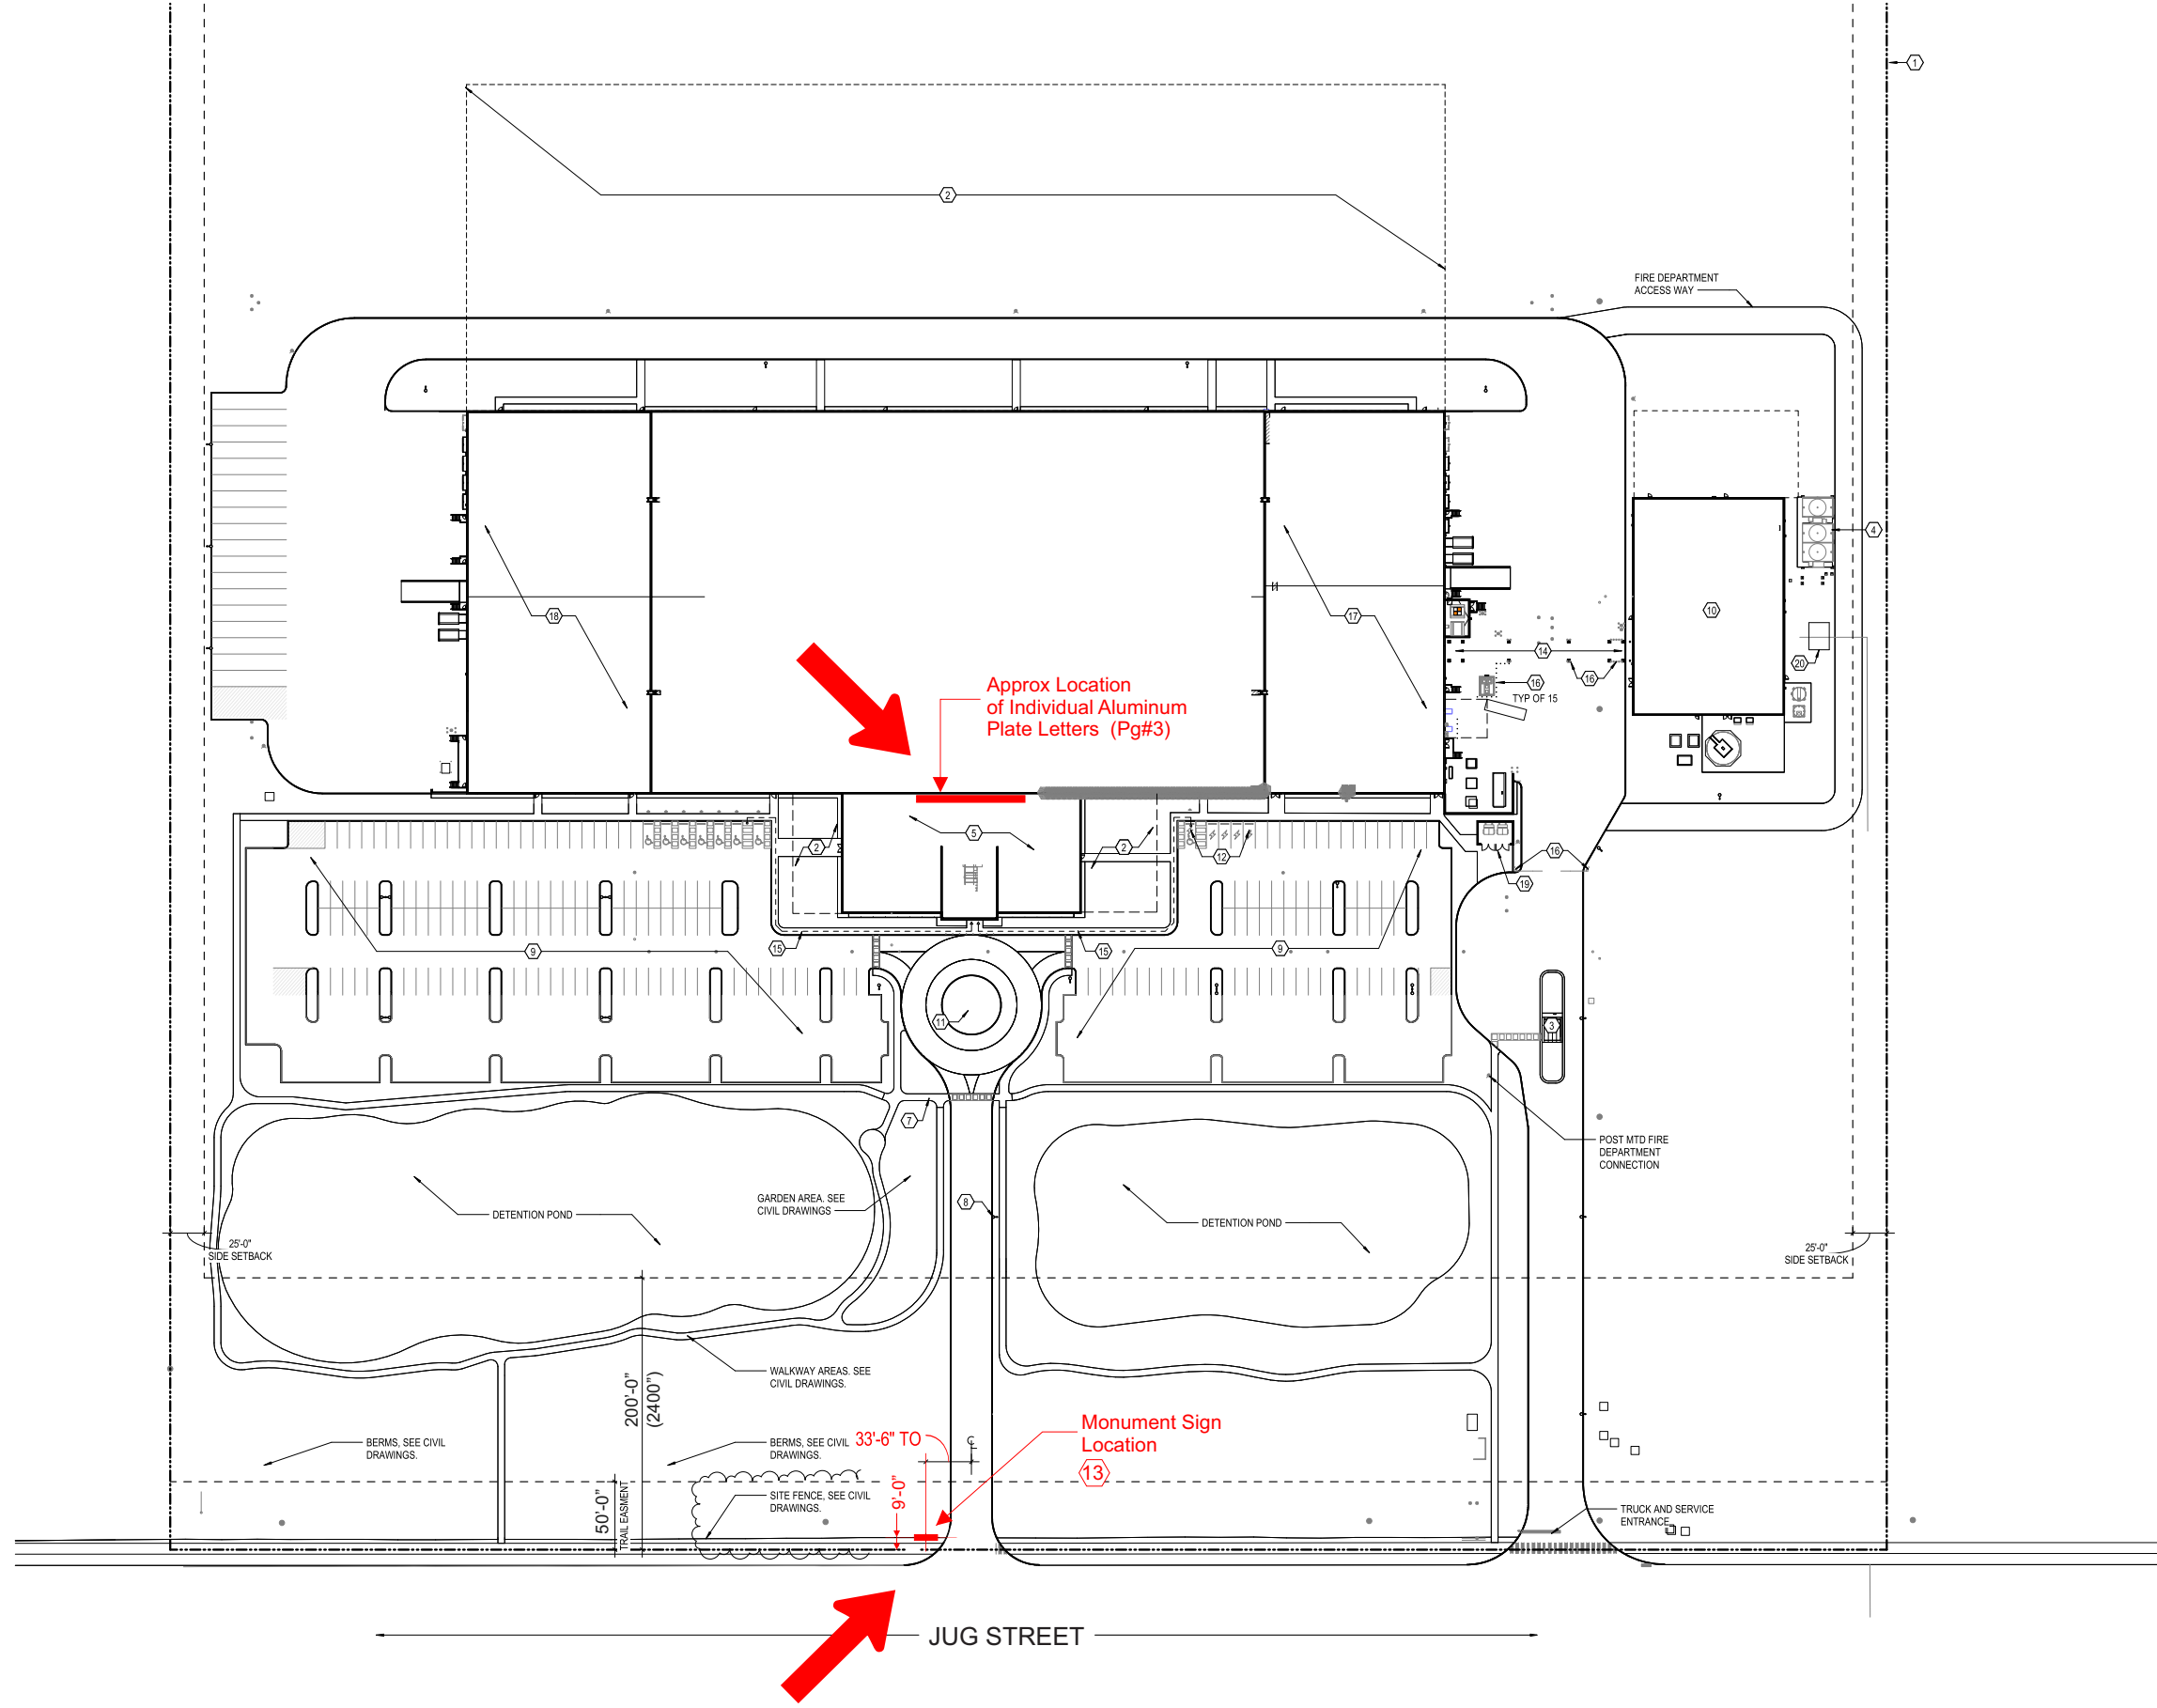 1
2
FIRE DEPARTMENT
ACCESS WAY
4
18
17
10
14
20
16
16
TYP OF 15
Approx Location
of Individual Aluminum
Plate Letters (Pg#3)
5
2
2
12
16
19
9
15
15
9
11
3
7
POST MTD FIRE
DEPARTMENT
CONNECTION
GARDEN AREA. SEE
CIVIL DRAWINGS
8
DETENTION POND
DETENTION POND
25'-0"
SIDE SETBACK
25'-0"
SIDE SETBACK
WALKWAY AREAS. SEE
CIVIL DRAWINGS.
200'-0"
(2400")
Monument Sign
Location
13
BERMS, SEE CIVIL
DRAWINGS.
BERMS, SEE CIVIL
DRAWINGS.
33'-6" TO
SITE FENCE, SEE CIVIL
DRAWINGS.
9'-0"
50'-0"
TRAIL EASMENT
TRUCK AND SERVICE
ENTRANCE
JUG STREET